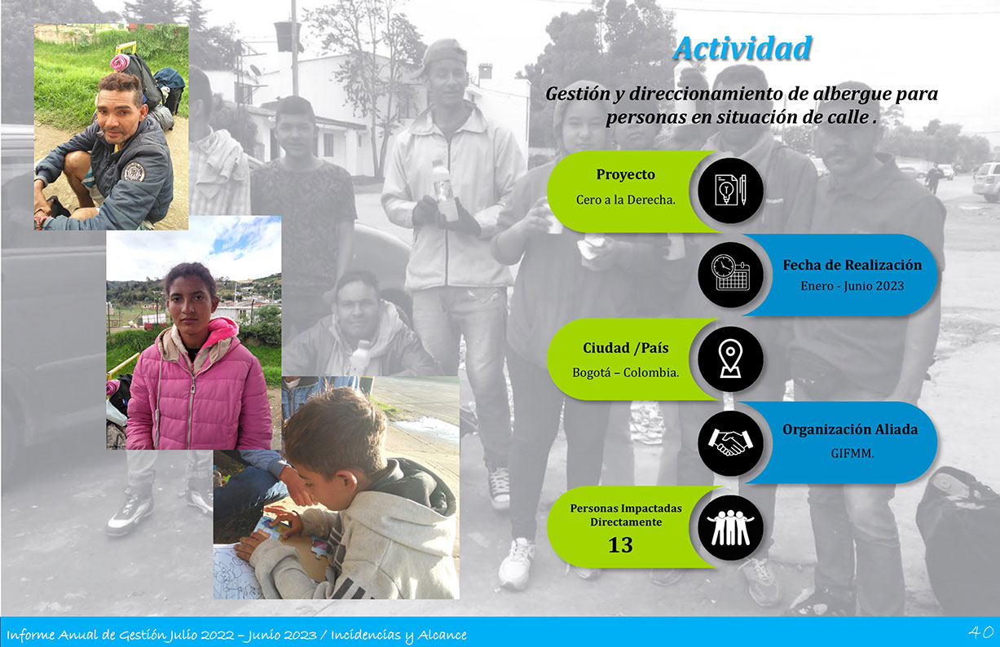 Actividad
Gestión y direccionamiento de albergue para
personas en situación de calle .
Proyecto
Cero a la Derecha.
Fecha de Realización
Enero - Junio 2023
Ciudad /País
Bogotá – Colombia.
Organización Aliada
GIFMM.
Personas Impactadas
Directamente
13
Informe Anual de Gestión Julio 2022 – Junio 2023 / Incidencias y Alcance
40